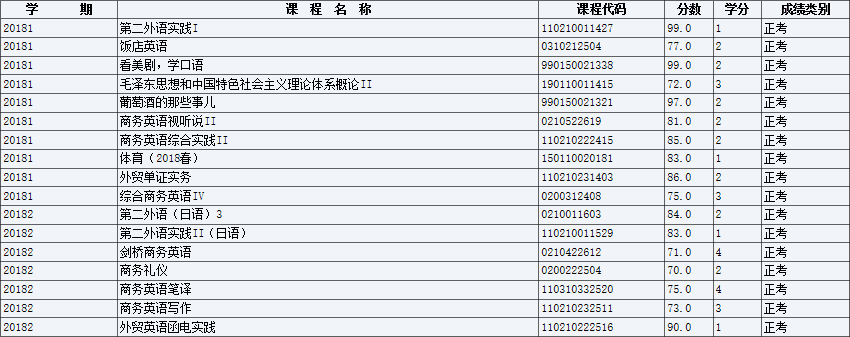 学 期 课 程 名 称 课程代码 分数 学分 成绩类别
20181 第二外语实践I 110210011427 99.0 1 正考
20181 饭店英语 0310212504 77.0 2 正考
20181 看美剧，学口语 990150021338 99.0 2 正考
20181 毛泽东思想和中国特色社会主义理论体系概论II 190110011415 72.0 3 正考
20181 葡萄酒的那些事儿 990150021321 97.0 2 正考
20181 商务英语视听说II 0210522619 81.0 2 正考
20181 商务英语综合实践II 110210222415 85.0 2 正考
20181 体育（2018春） 150110020181 83.0 1 正考
20181 外贸单证实务 110210231403 86.0 2 正考
20181 综合商务英语IV 0200312408 75.0 3 正考
20182 第二外语（日语）3 0210011603 84.0 2 正考
20182 第二外语实践II（日语） 110210011529 83.0 1 正考
20182 剑桥商务英语 0210422612 71.0 4 正考
20182 商务礼仪 0200222504 70.0 2 正考
20182 商务英语笔译 110310332520 75.0 4 正考
20182 商务英语写作 110210232511 73.0 3 正考
20182 外贸英语函电实践 110210222516 90.0 1 正考